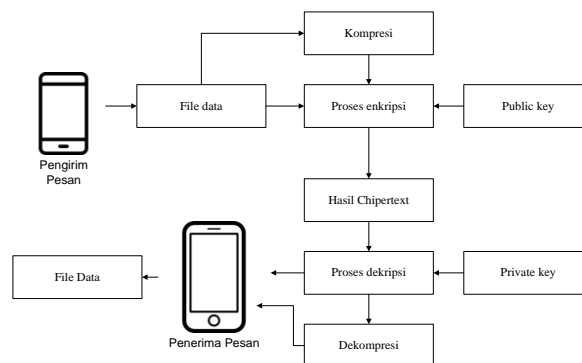 Kompresi
File data
Proses enkripsi
Public key
Pengirim
Pesan
Hasil Chipertext
File Data
Proses dekripsi
Private key
Penerima Pesan
Dekompresi